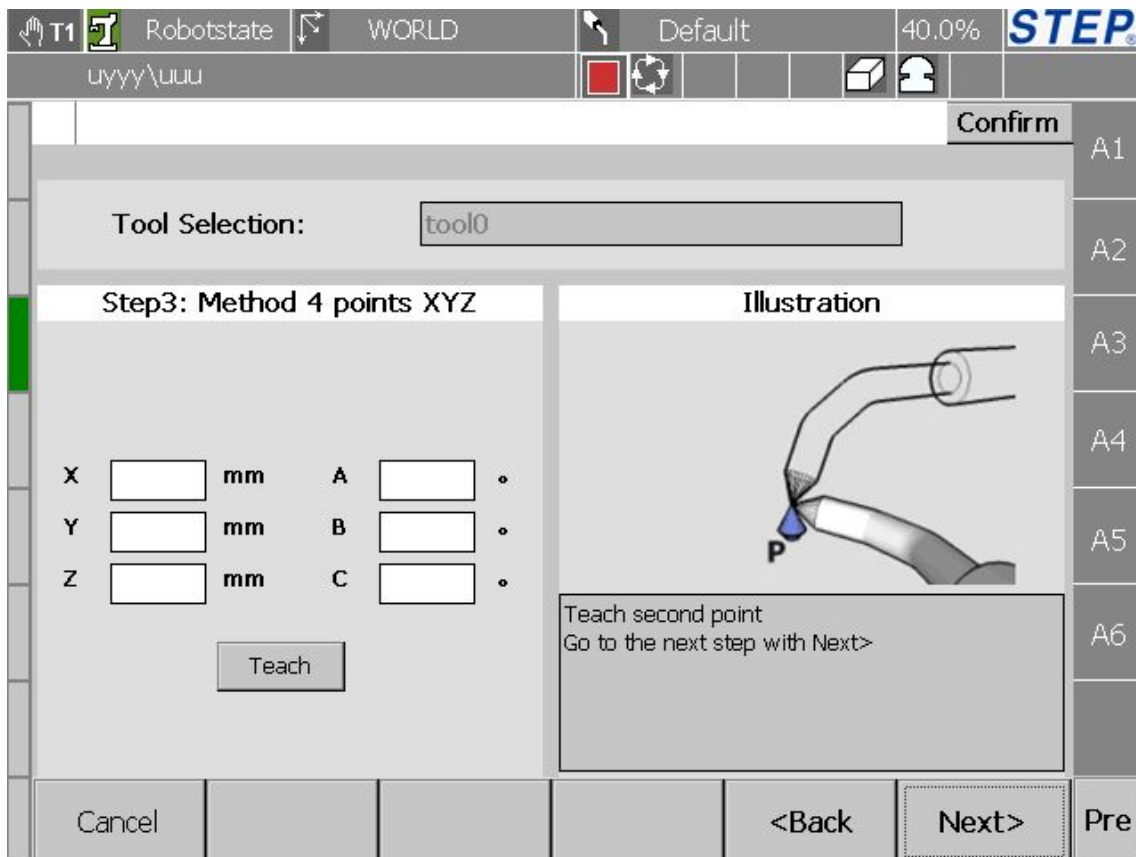 T1 Robotstate WORLD Default 40.0% STEP®
uyyy\uuu
Confirm
A1
Tool Selection: tool0
A2
Step3: Method 4 points XYZ
Illustration
A3
A4
X mm A °
Y mm B °
Z mm C °
P
A5
Teach second point
Go to the next step with Next>
A6
Teach
Cancel <Back Next> Pre